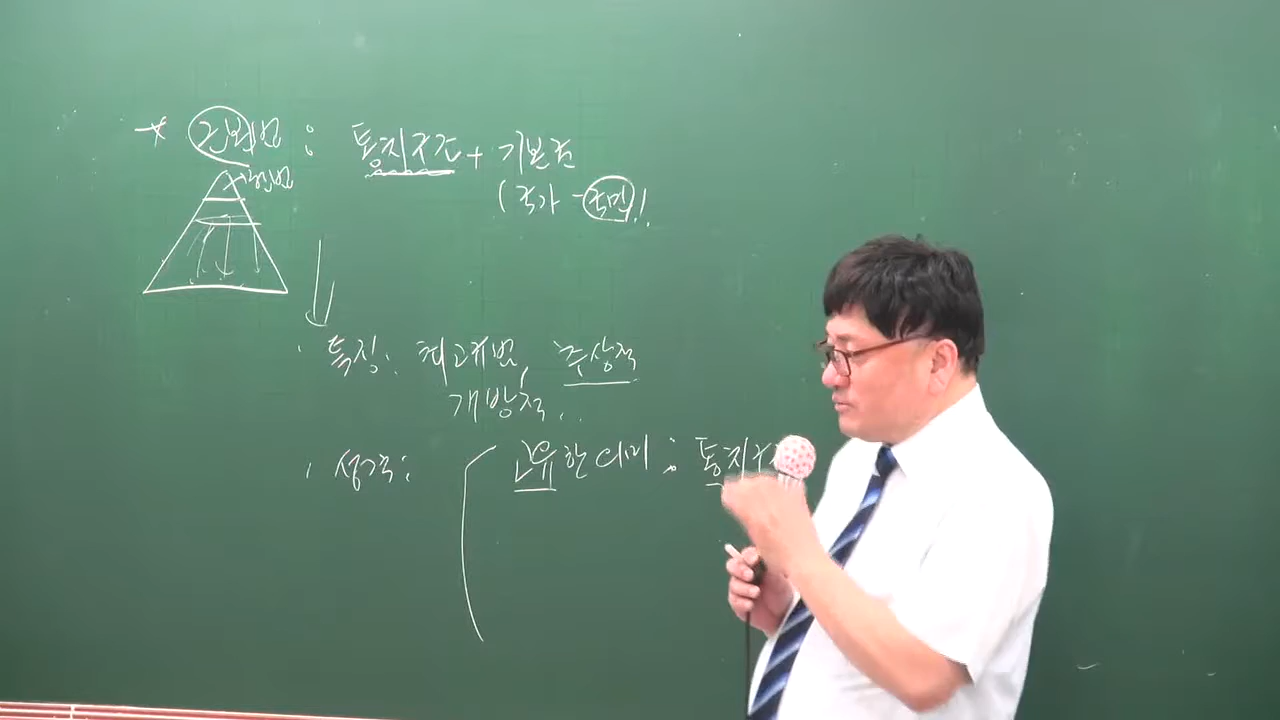 * 헌법 : 통치구조 + 기본권
헌법
(국가 - 국민!!
· 특징 : 최고규범, 추상적
개방적..
· 성격 : 고유한 의미 : 통치구